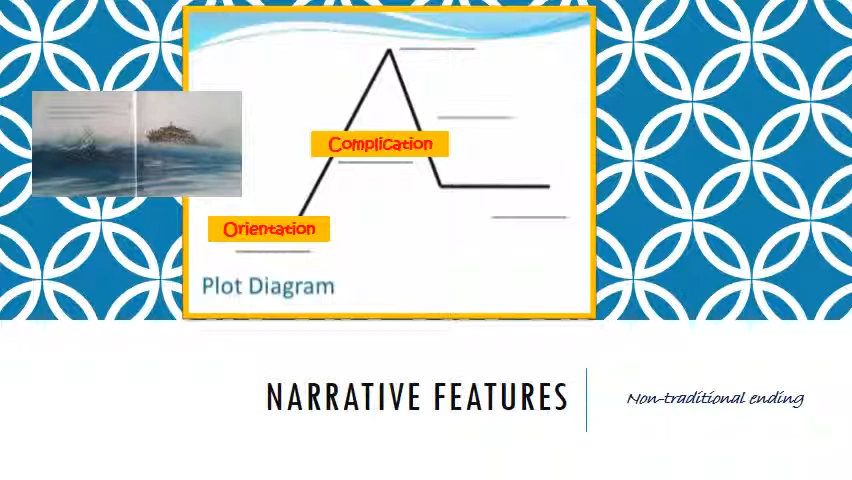 Complication
Orientation
Plot Diagram
NARRATIVE FEATURES
Non-traditional ending